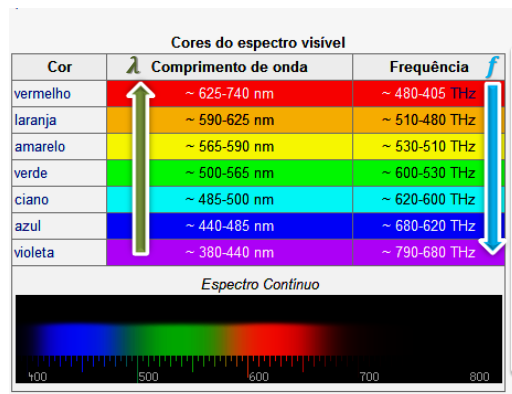 Cores do espectro visível
Cor λ Comprimento de onda Frequência f
vermelho ~ 625-740 nm ~ 480-405 THz
laranja ~ 590-625 nm ~ 510-480 THz
amarelo ~ 565-590 nm ~ 530-510 THz
verde ~ 500-565 nm ~ 600-530 THz
ciano ~ 485-500 nm ~ 620-600 THz
azul ~ 440-485 nm ~ 680-620 THz
violeta ~ 380-440 nm ~ 790-680 THz
Espectro Contínuo
400 500 600 700 800